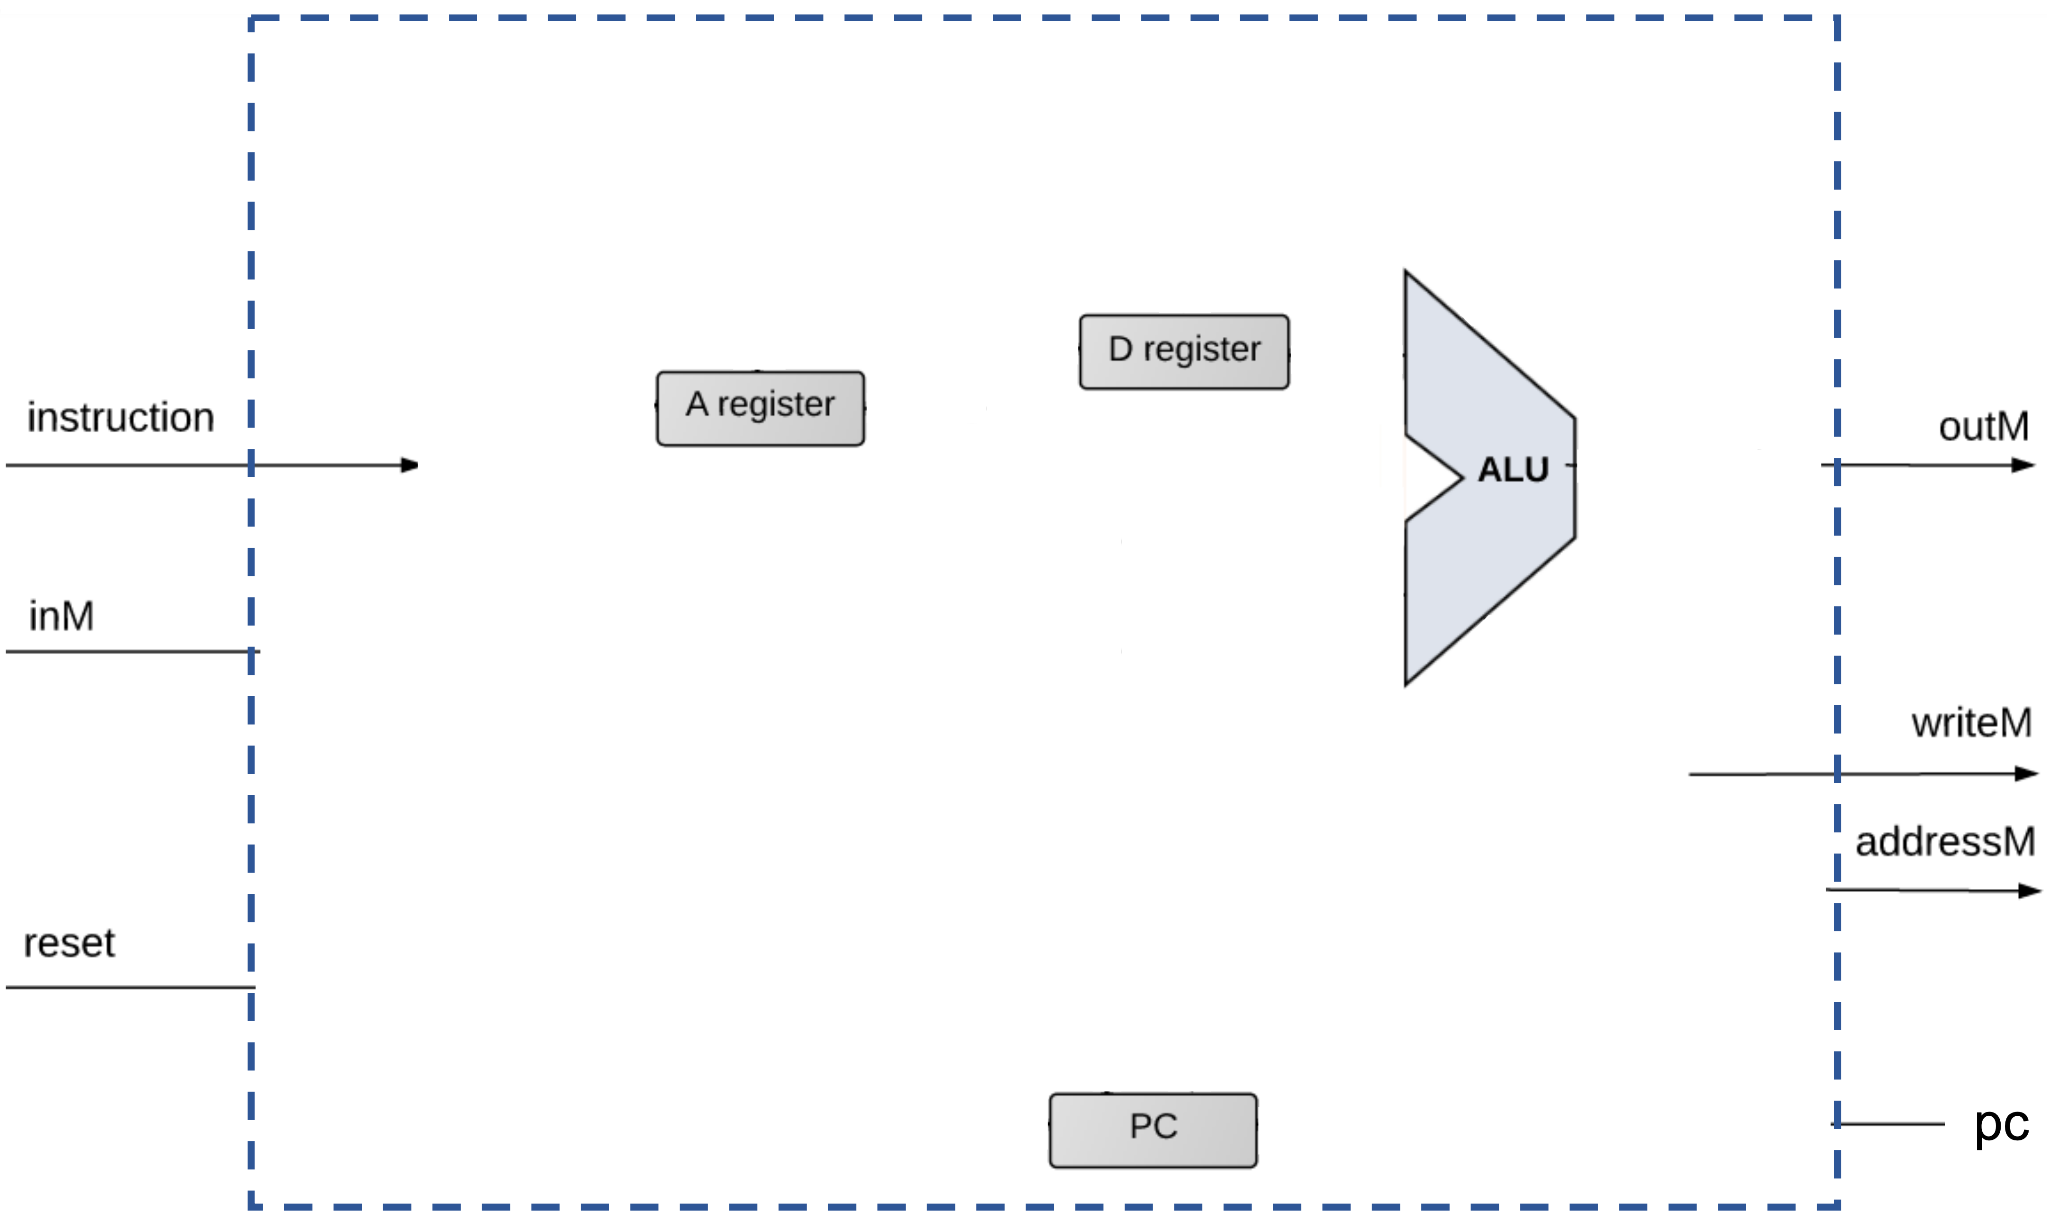 instruction
inM
reset
A register
D register
ALU
PC
outM
writeM
addressM
pc